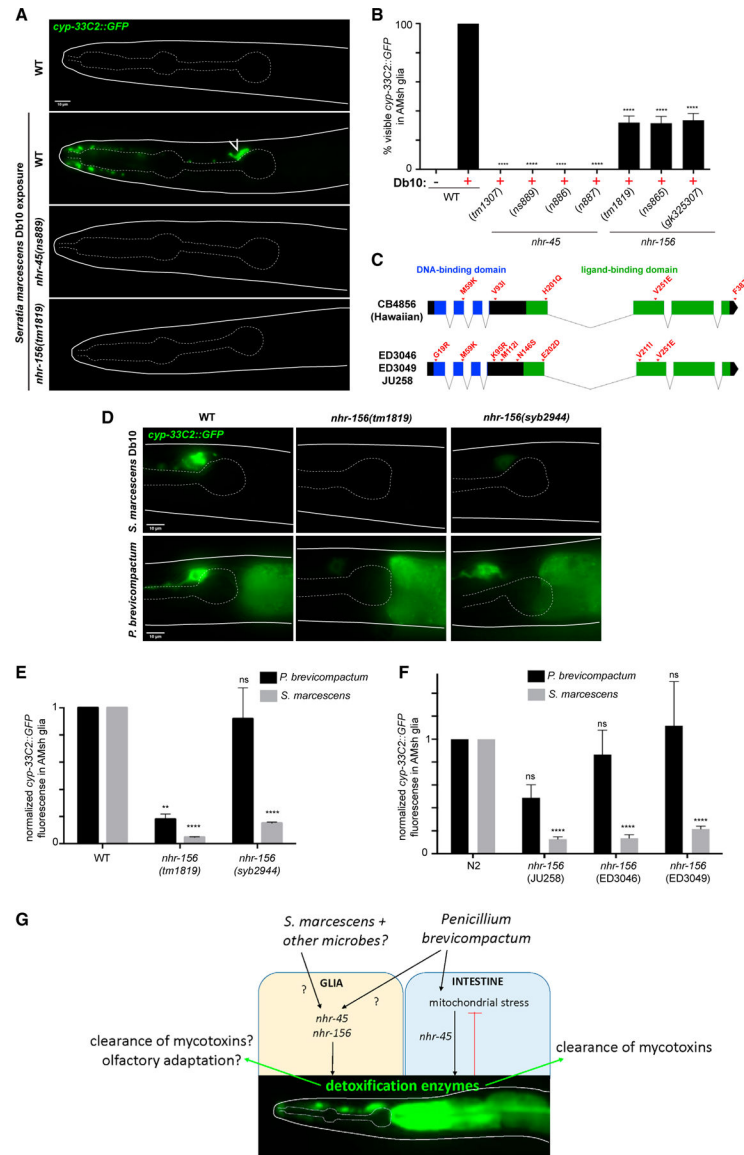 A
cyp-33C2::GFP
WT
10 μm
Serratia marcescens Db10 exposure
WT
nhr-45(ns889)
nhr-156(tm1819)
B
% visible cyp-33C2::GFP
in AMsh glia
100
50
0
**** **** **** ****
**** **** ****
Db10: - + + + + + + + +
WT
(tm1307)
(ns889)
(n886)
(n887)
(tm1819)
(ns865)
(gk325307)
nhr-45
nhr-156
C
DNA-binding domain
ligand-binding domain
M59K V93I H201Q V251E
CB4856
(Hawaiian)
G19R M59K K95R M112I N146S E202D V211I V251E
ED3046
ED3049
JU258
D
WT nhr-156(tm1819) nhr-156(syb2944)
cyp-33C2::GFP
S. marcescens Db10
10 μm
P. brevicompactum
10 μm
E
P. brevicompactum
S. marcescens
normalized cyp-33C2::GFP
fluorescense in AMsh glia
1
0
** **** ns ****
WT nhr-156 nhr-156
(tm1819) (syb2944)
F
P. brevicompactum
S. marcescens
normalized cyp-33C2::GFP
fluorescense in AMsh glia
1
0
ns **** ns **** ns ****
N2 nhr-156 nhr-156 nhr-156
(JU258) (ED3046) (ED3049)
G
S. marcescens +
other microbes?
Penicillium
brevicompactum
GLIA
INTESTINE
? ?
nhr-45
nhr-156
mitochondrial stress
nhr-45
clearance of mycotoxins?
olfactory adaptation?
clearance of mycotoxins
detoxification enzymes